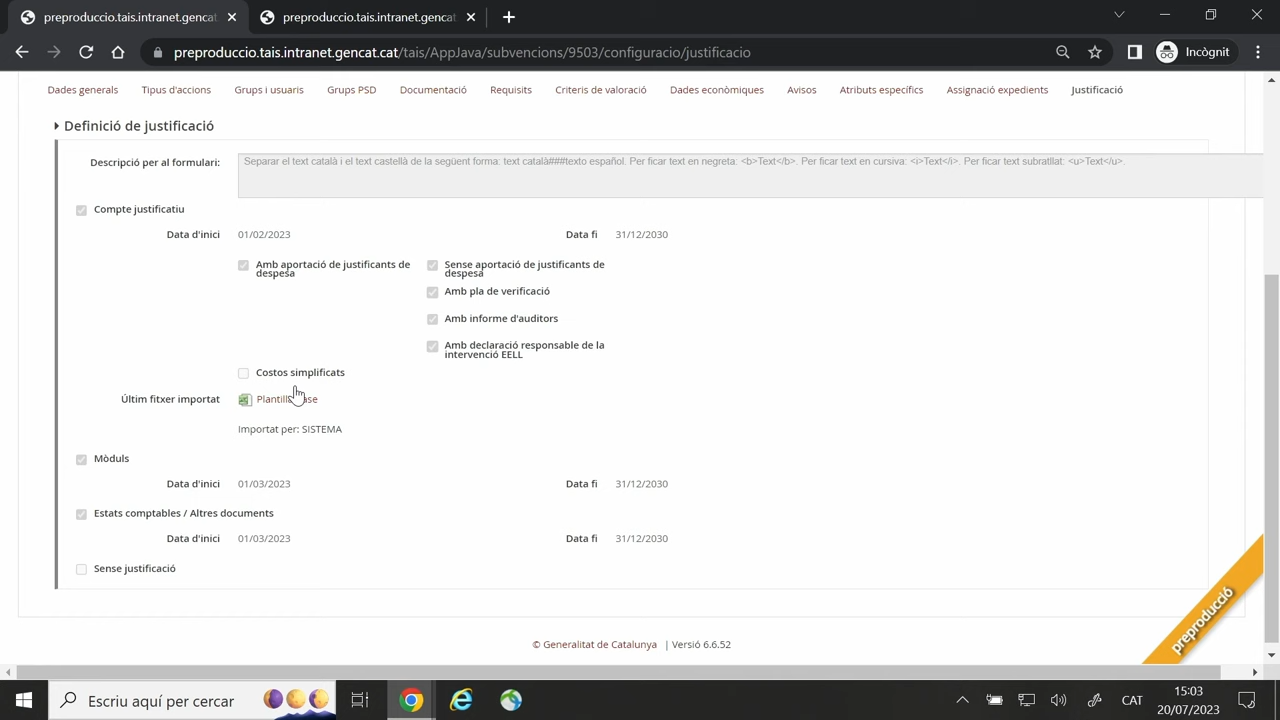 preproduccio.tais.intranet.gencat
preproduccio.tais.intranet.gencat
preproduccio.tais.intranet.gencat.cat/tais/AppJava/subvencions/9503/configuracio/justificacio
Incògnit
Dades generals Tipus d'accions Grups i usuaris Grups PSD Documentació Requisits Criteris de valoració Dades econòmiques Avisos Atributs específics Assignació expedients Justificació
Definició de justificació
Descripció per al formulari: Separar el text català i el text castellà de la següent forma: text català###texto español. Per ficar text en negreta: <b>Text</b>. Per ficar text en cursiva: <i>Text</i>. Per ficar text subratllat: <u>Text</u>.
Compte justificatiu
Data d'inici 01/02/2023 Data fi 31/12/2030
Amb aportació de justificants de despesa
Sense aportació de justificants de despesa
Amb pla de verificació
Amb informe d'auditors
Amb declaració responsable de la intervenció EELL
Costos simplificats
Últim fitxer importat
Importat per: SISTEMA
Mòduls
Data d'inici 01/03/2023 Data fi 31/12/2030
Estats comptables / Altres documents
Data d'inici 01/03/2023 Data fi 31/12/2030
Sense justificació
preproducció
© Generalitat de Catalunya | Versió 6.6.52
Escriu aquí per cercar
CAT
15:03
20/07/2023